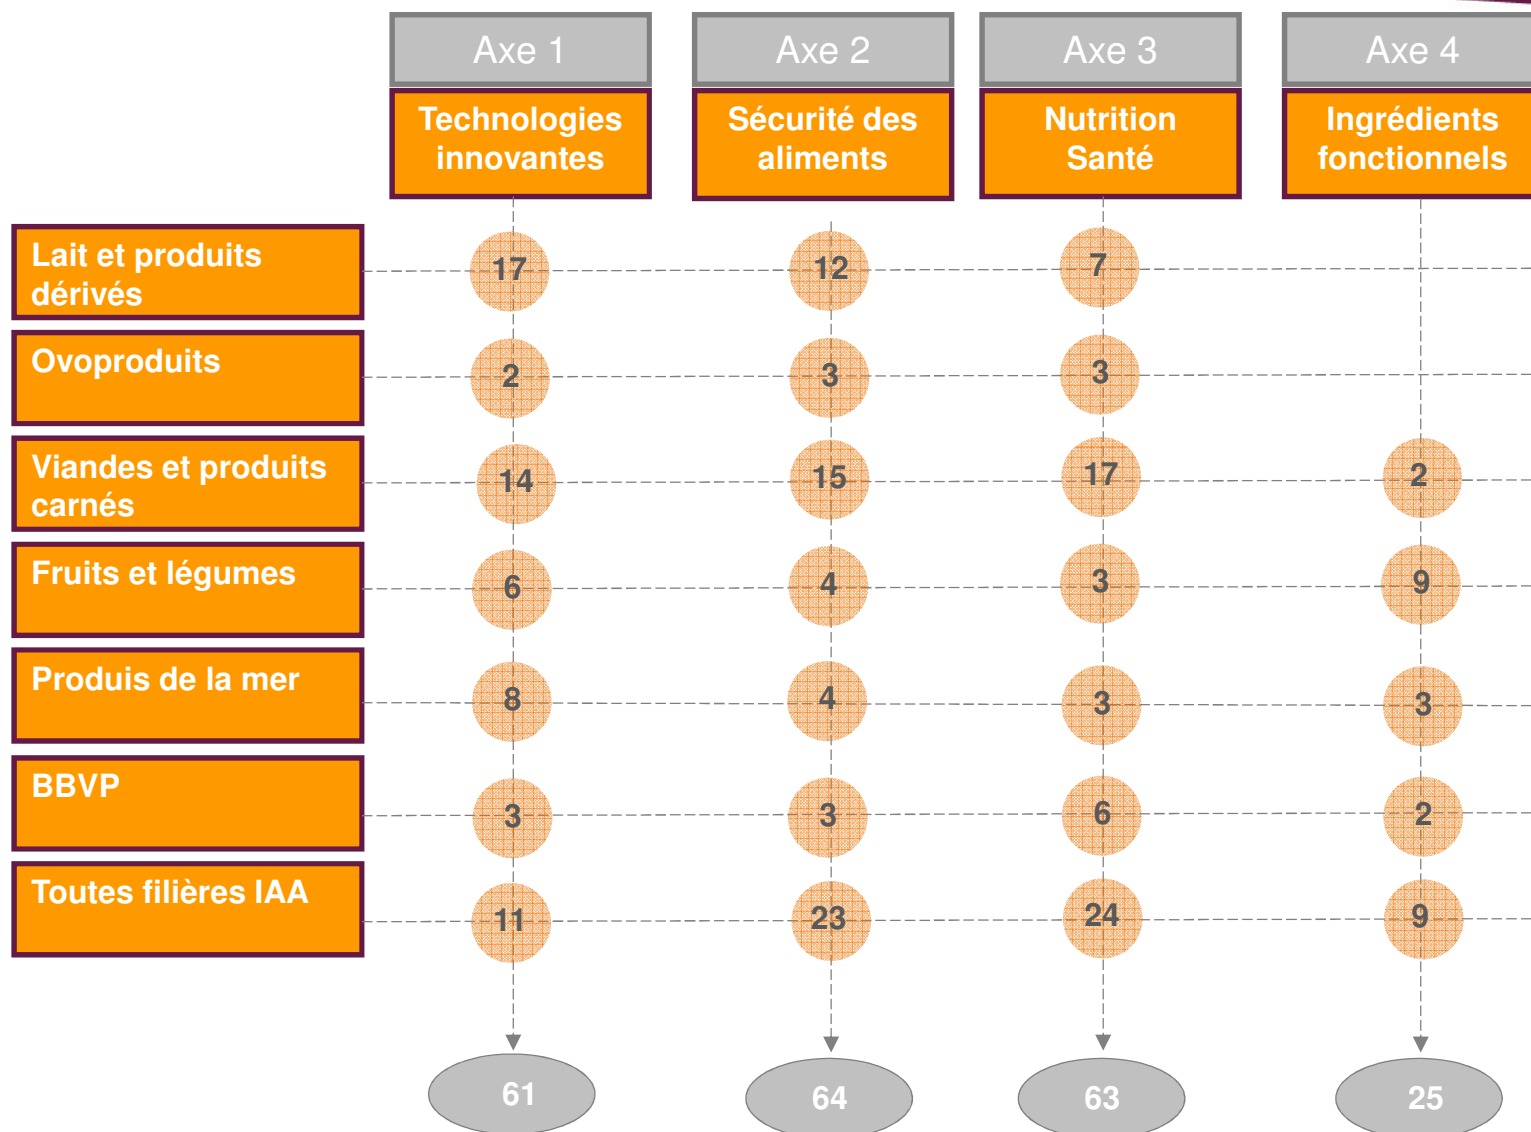 Axe 1 Axe 2 Axe 3 Axe 4
Technologies innovantes
Sécurité des aliments
Nutrition Santé
Ingrédients fonctionnels
Lait et produits dérivés
17 12 7
Ovoproduits
2 3 3
Viandes et produits carnés
14 15 17 2
Fruits et légumes
6 4 3 9
Produis de la mer
8 4 3 3
BBVP
3 3 6 2
Toutes filières IAA
11 23 24 9
61 64 63 25